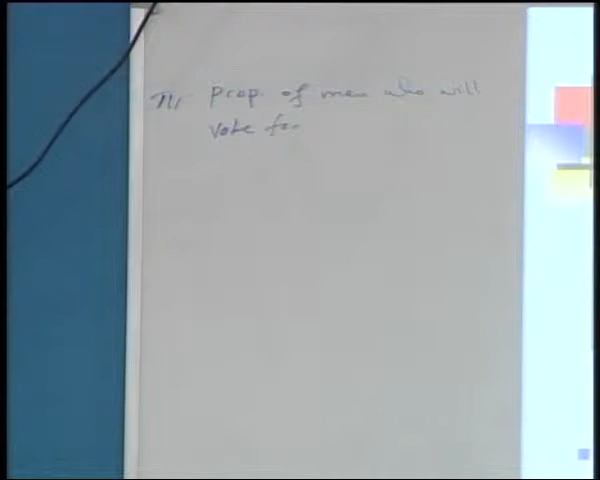 π₁ prop. of men who will
vote for